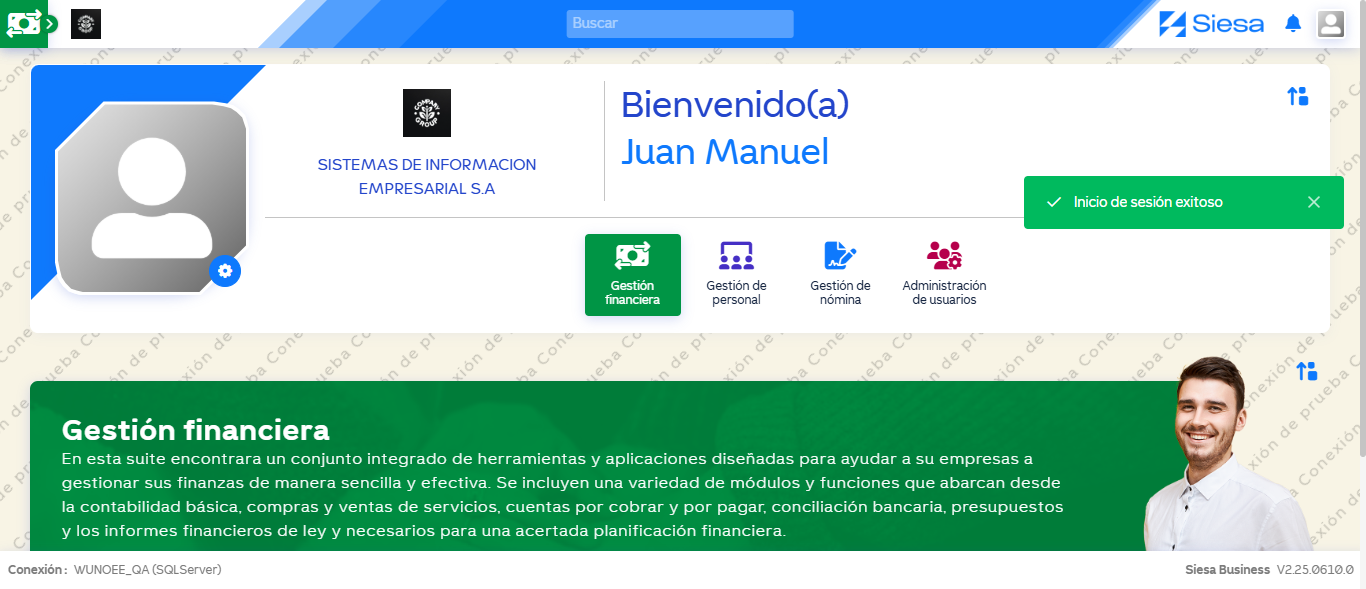 Buscar
Siesa
COMPANY
GROUP
SISTEMAS DE INFORMACION
EMPRESARIAL S.A
Bienvenido(a)
Juan Manuel
Inicio de sesión exitoso
Gestión
financiera
Gestión de
personal
Gestión de
nómina
Administración
de usuarios
Gestión financiera
En esta suite encontrara un conjunto integrado de herramientas y aplicaciones diseñadas para ayudar a su empresas a
gestionar sus finanzas de manera sencilla y efectiva. Se incluyen una variedad de módulos y funciones que abarcan desde
la contabilidad básica, compras y ventas de servicios, cuentas por cobrar y por pagar, conciliación bancaria, presupuestos
y los informes financieros de ley y necesarios para una acertada planificación financiera.
Conexión de prueba
Conexión : WUNOEE_QA (SQLServer)
Siesa Business V2.25.0610.0